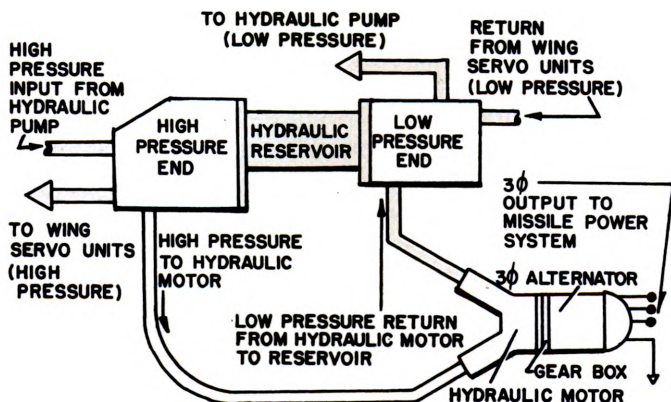 TO HYDRAULIC PUMP
(LOW PRESSURE)
HIGH
PRESSURE
INPUT FROM
HYDRAULIC
PUMP
RETURN
FROM WING
SERVO UNITS
(LOW PRESSURE)
HIGH
PRESSURE
END
HYDRAULIC
RESERVOIR
LOW
PRESSURE
END
TO WING
SERVO UNITS
(HIGH
PRESSURE)
HIGH PRESSURE
TO HYDRAULIC
MOTOR
3Ø
OUTPUT TO
MISSILE POWER
SYSTEM
3Ø ALTERNATOR
LOW PRESSURE RETURN
FROM HYDRAULIC MOTOR
TO RESERVOIR
GEAR BOX
HYDRAULIC MOTOR